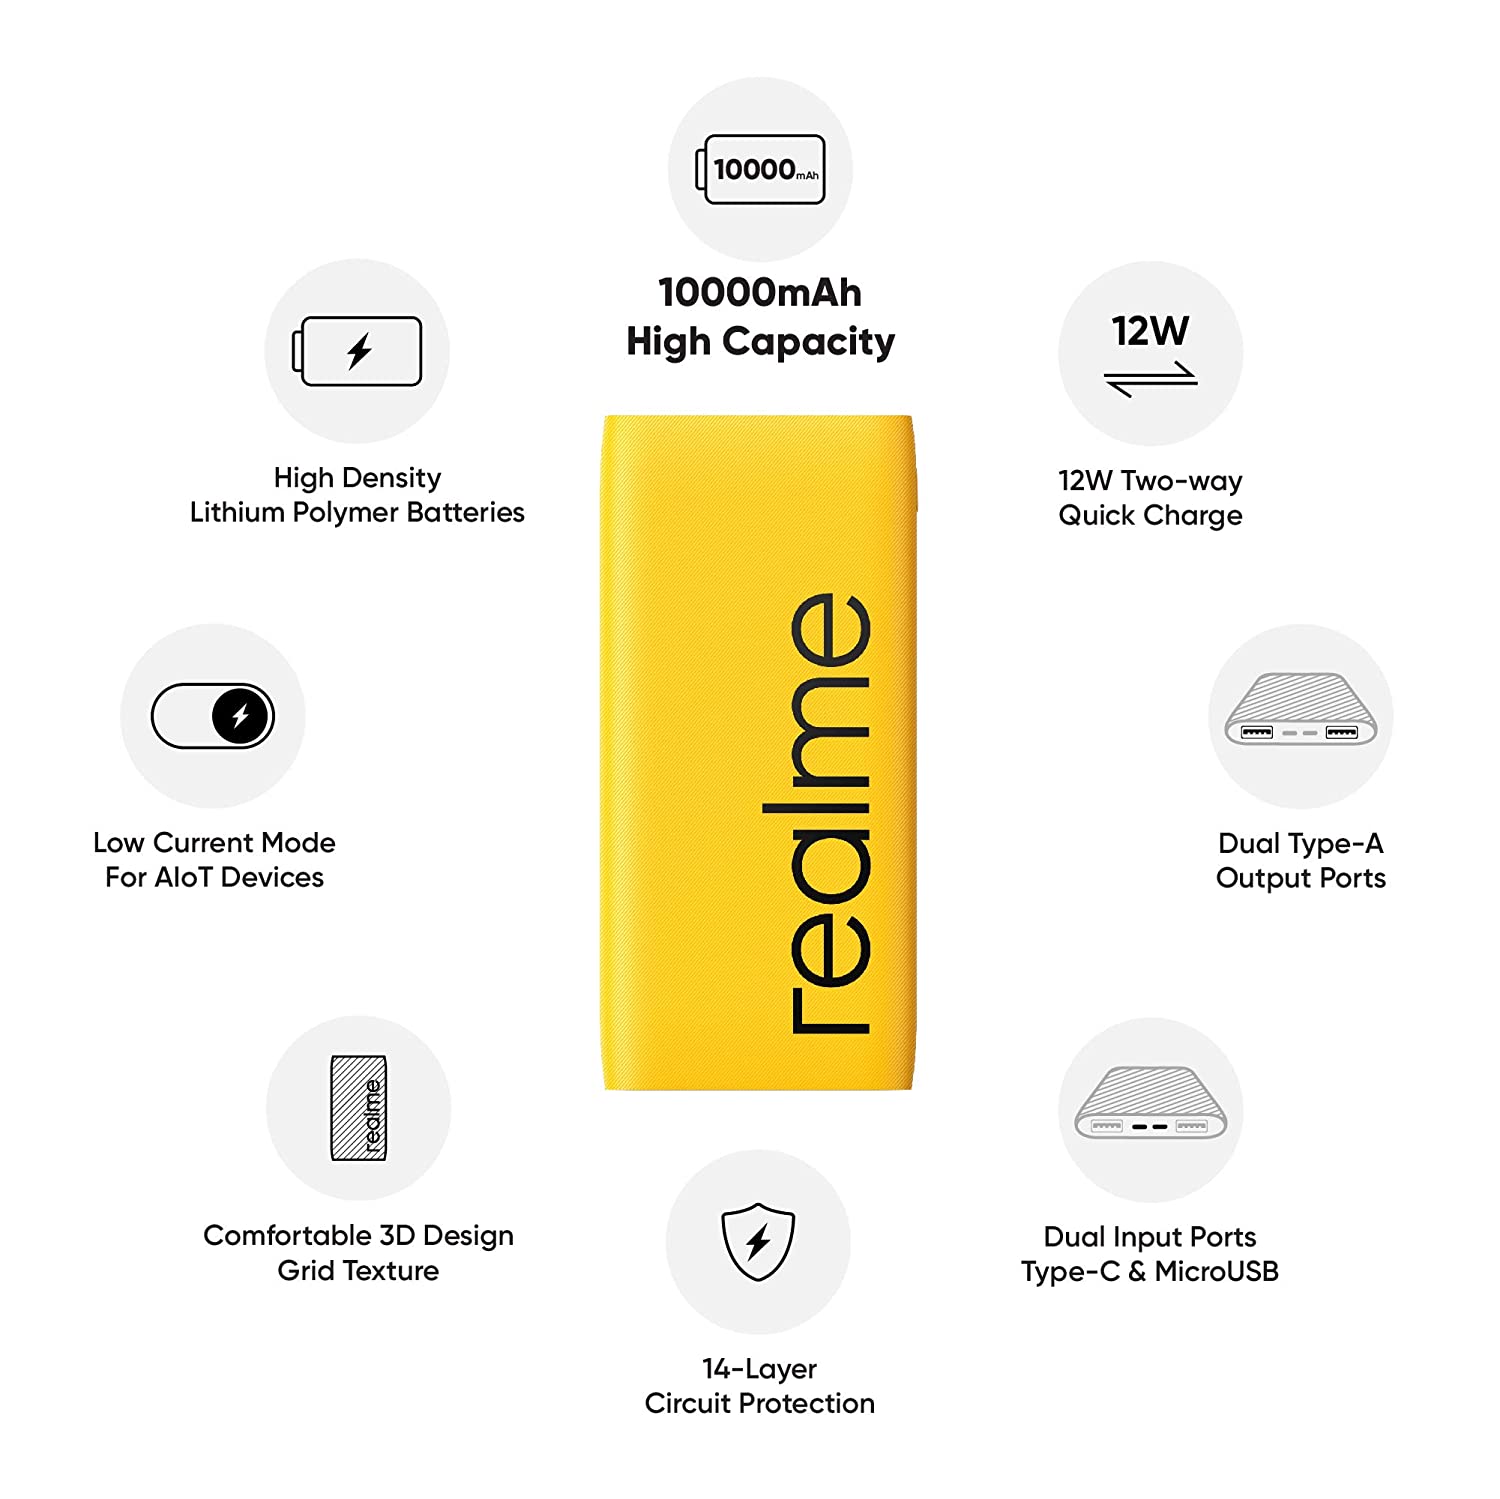 10000mAh
10000mAh
High Capacity
High Density
Lithium Polymer Batteries
12W
12W Two-way
Quick Charge
realme
Low Current Mode
For AIoT Devices
Dual Type-A
Output Ports
realme
Comfortable 3D Design
Grid Texture
Dual Input Ports
Type-C & MicroUSB
14-Layer
Circuit Protection